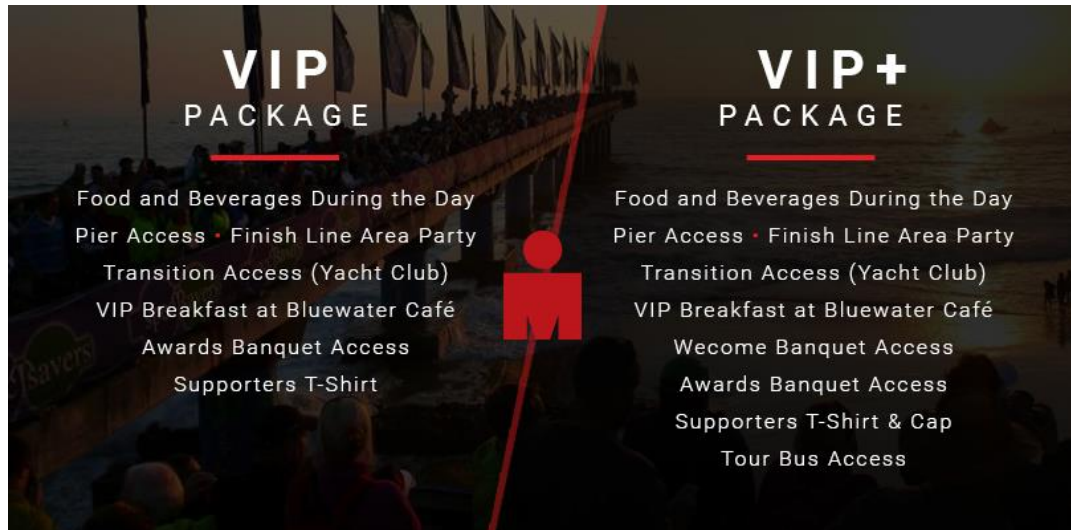 VIP
PACKAGE
Food and Beverages During the Day
Pier Access • Finish Line Area Party
Transition Access (Yacht Club)
VIP Breakfast at Bluewater Café
Awards Banquet Access
Supporters T-Shirt
VIP+
PACKAGE
Food and Beverages During the Day
Pier Access • Finish Line Area Party
Transition Access (Yacht Club)
VIP Breakfast at Bluewater Café
Wecome Banquet Access
Awards Banquet Access
Supporters T-Shirt & Cap
Tour Bus Access